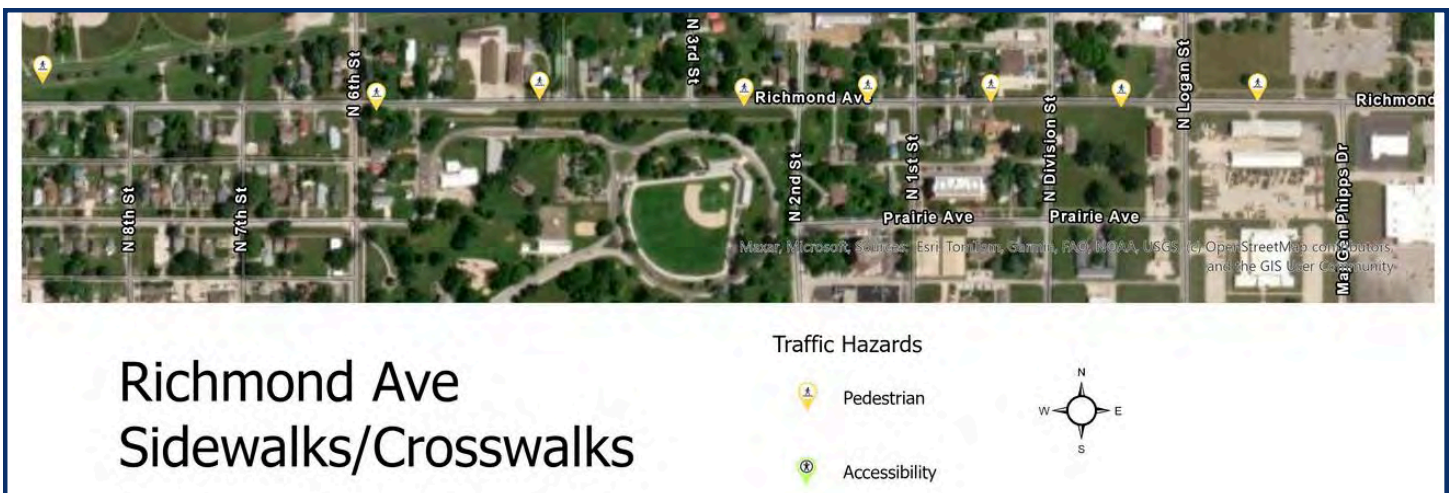 N 3rd St
N 6th St
N Logan St
Richmond Ave
Richmond
N Division St
N 1st St
N 2nd St
N 8th St
N 7th St
Maj Gen Phipps Dr
Prairie Ave
Prairie Ave
Maxar, Microsoft, Sources: Esri, TomTom, Garmin, FAO, NOAA, USGS, (c) OpenStreetMap contributors,
and the GIS User Community
Richmond Ave
Sidewalks/Crosswalks
Traffic Hazards
Pedestrian
Accessibility
N
W
E
S